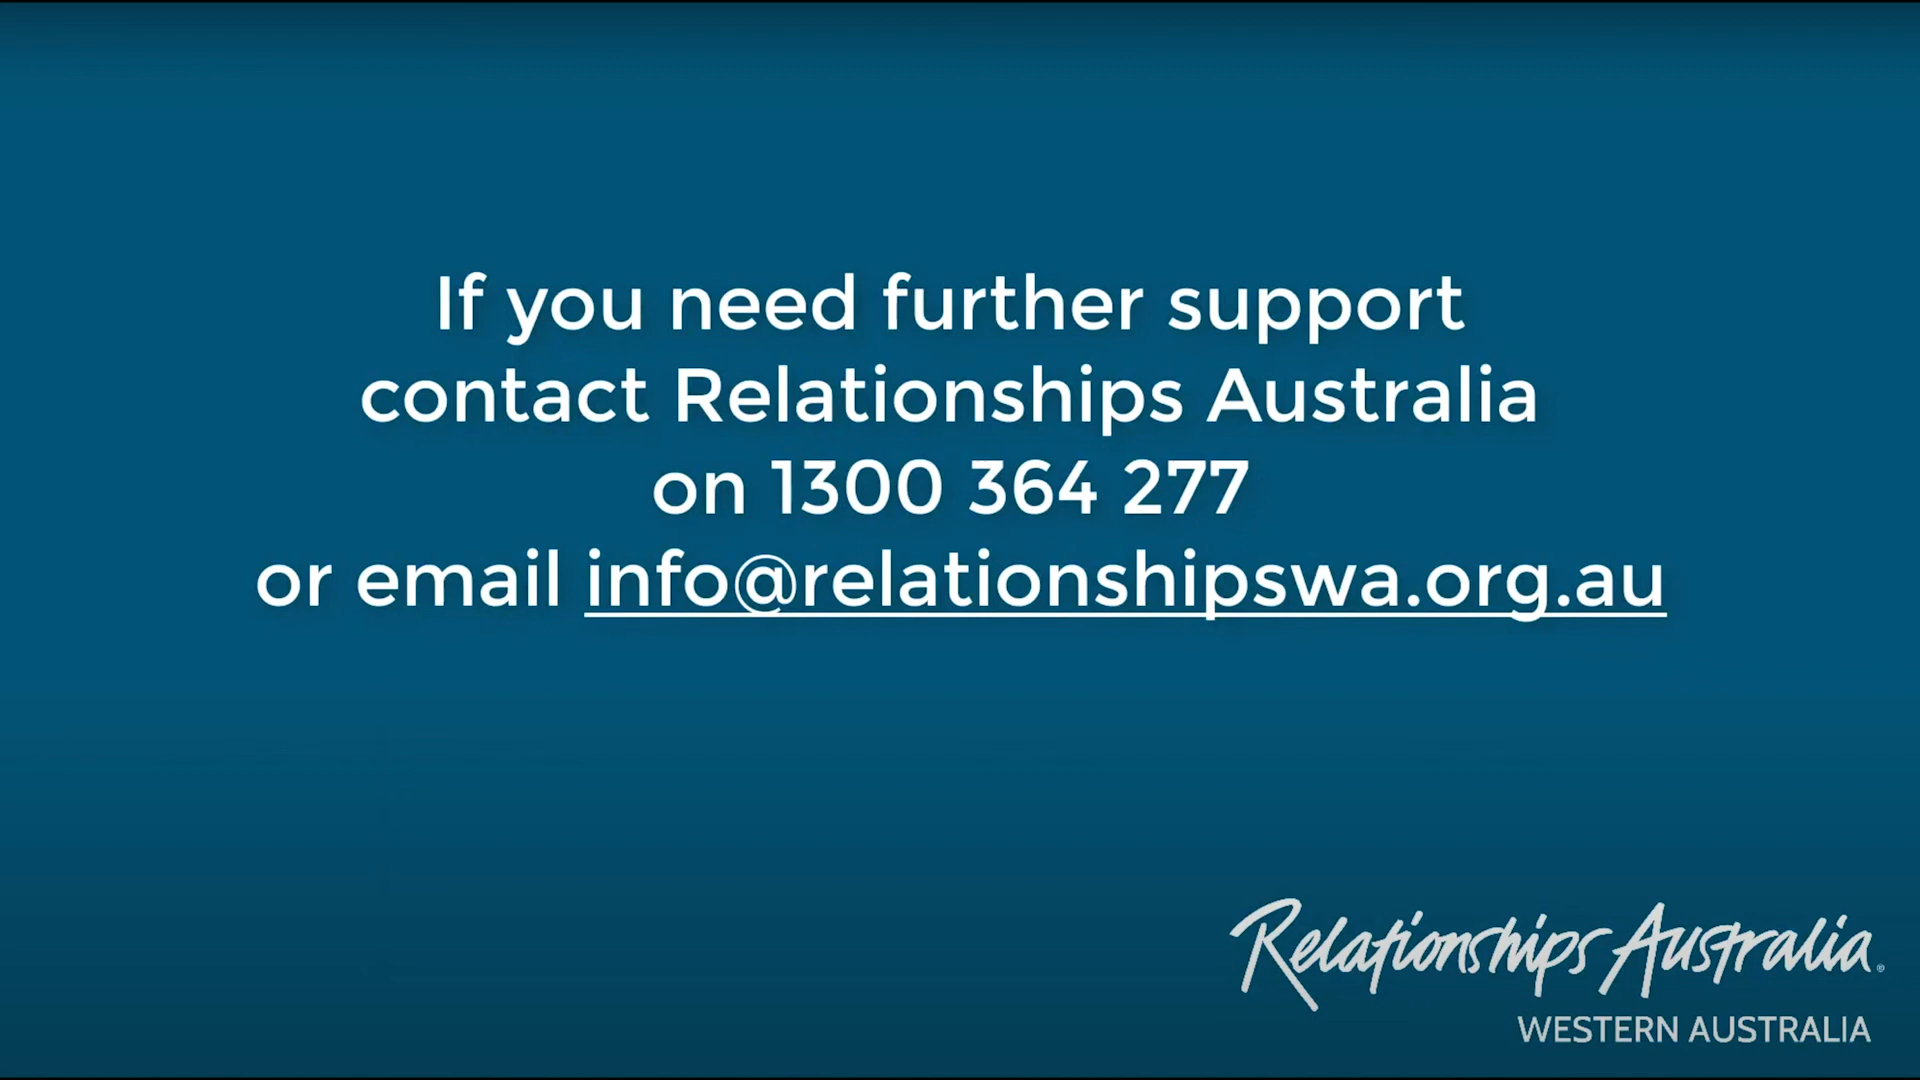 If you need further support
contact Relationships Australia
on 1300 364 277
or email info@relationshipswa.org.au
Relationships Australia®
WESTERN AUSTRALIA